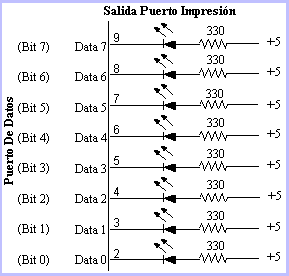 Salida Puerto Impresión
Puerto De Datos
(Bit 7) Data 7 9 330 +5
(Bit 6) Data 6 8 330 +5
(Bit 5) Data 5 7 330 +5
(Bit 4) Data 4 6 330 +5
(Bit 3) Data 3 5 330 +5
(Bit 2) Data 2 4 330 +5
(Bit 1) Data 1 3 330 +5
(Bit 0) Data 0 2 330 +5